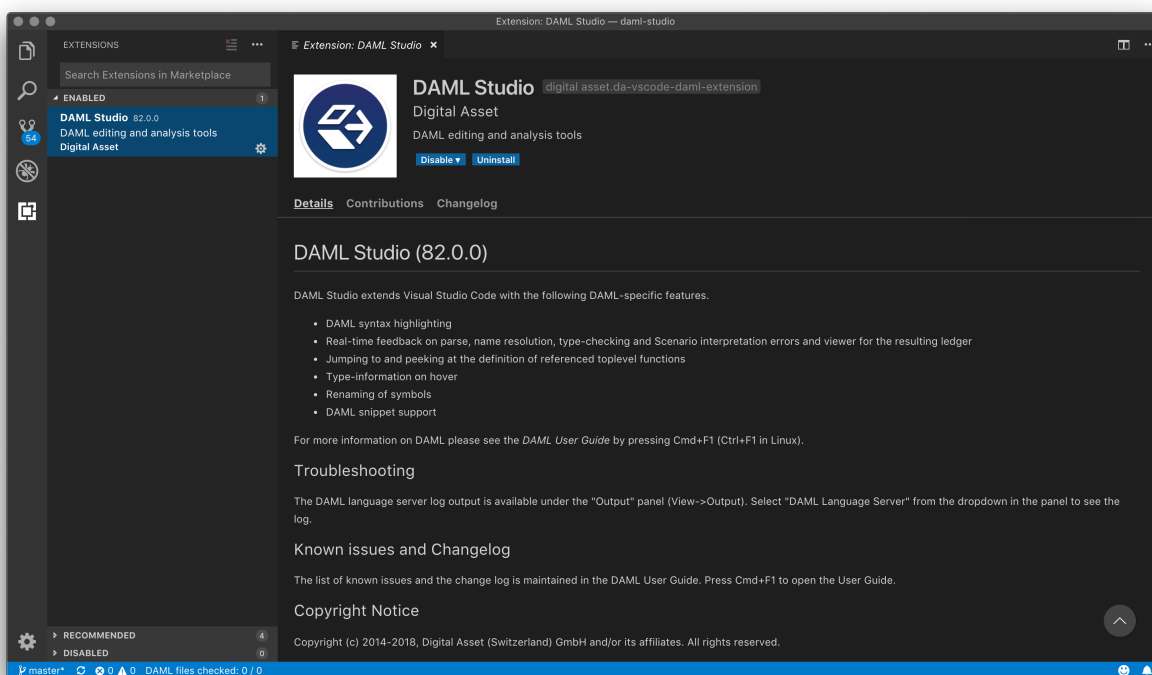 Extension: DAML Studio — daml-studio
EXTENSIONS
Search Extensions in Marketplace
ENABLED
1
DAML Studio 82.0.0
DAML editing and analysis tools
Digital Asset
54
RECOMMENDED
4
DISABLED
0
Extension: DAML Studio
DAML Studio digital asset.da-vscode-daml-extension
Digital Asset
DAML editing and analysis tools
Disable
Uninstall
Details Contributions Changelog
DAML Studio (82.0.0)
DAML Studio extends Visual Studio Code with the following DAML-specific features.
• DAML syntax highlighting
• Real-time feedback on parse, name resolution, type-checking and Scenario interpretation errors and viewer for the resulting ledger
• Jumping to and peeking at the definition of referenced toplevel functions
• Type-information on hover
• Renaming of symbols
• DAML snippet support
For more information on DAML please see the DAML User Guide by pressing Cmd+F1 (Ctrl+F1 in Linux).
Troubleshooting
The DAML language server log output is available under the "Output" panel (View->Output). Select "DAML Language Server" from the dropdown in the panel to see the
log.
Known issues and Changelog
The list of known issues and the change log is maintained in the DAML User Guide. Press Cmd+F1 to open the User Guide.
Copyright Notice
Copyright (c) 2014-2018, Digital Asset (Switzerland) GmbH and/or its affiliates. All rights reserved.
master* 0 0 DAML files checked: 0 / 0